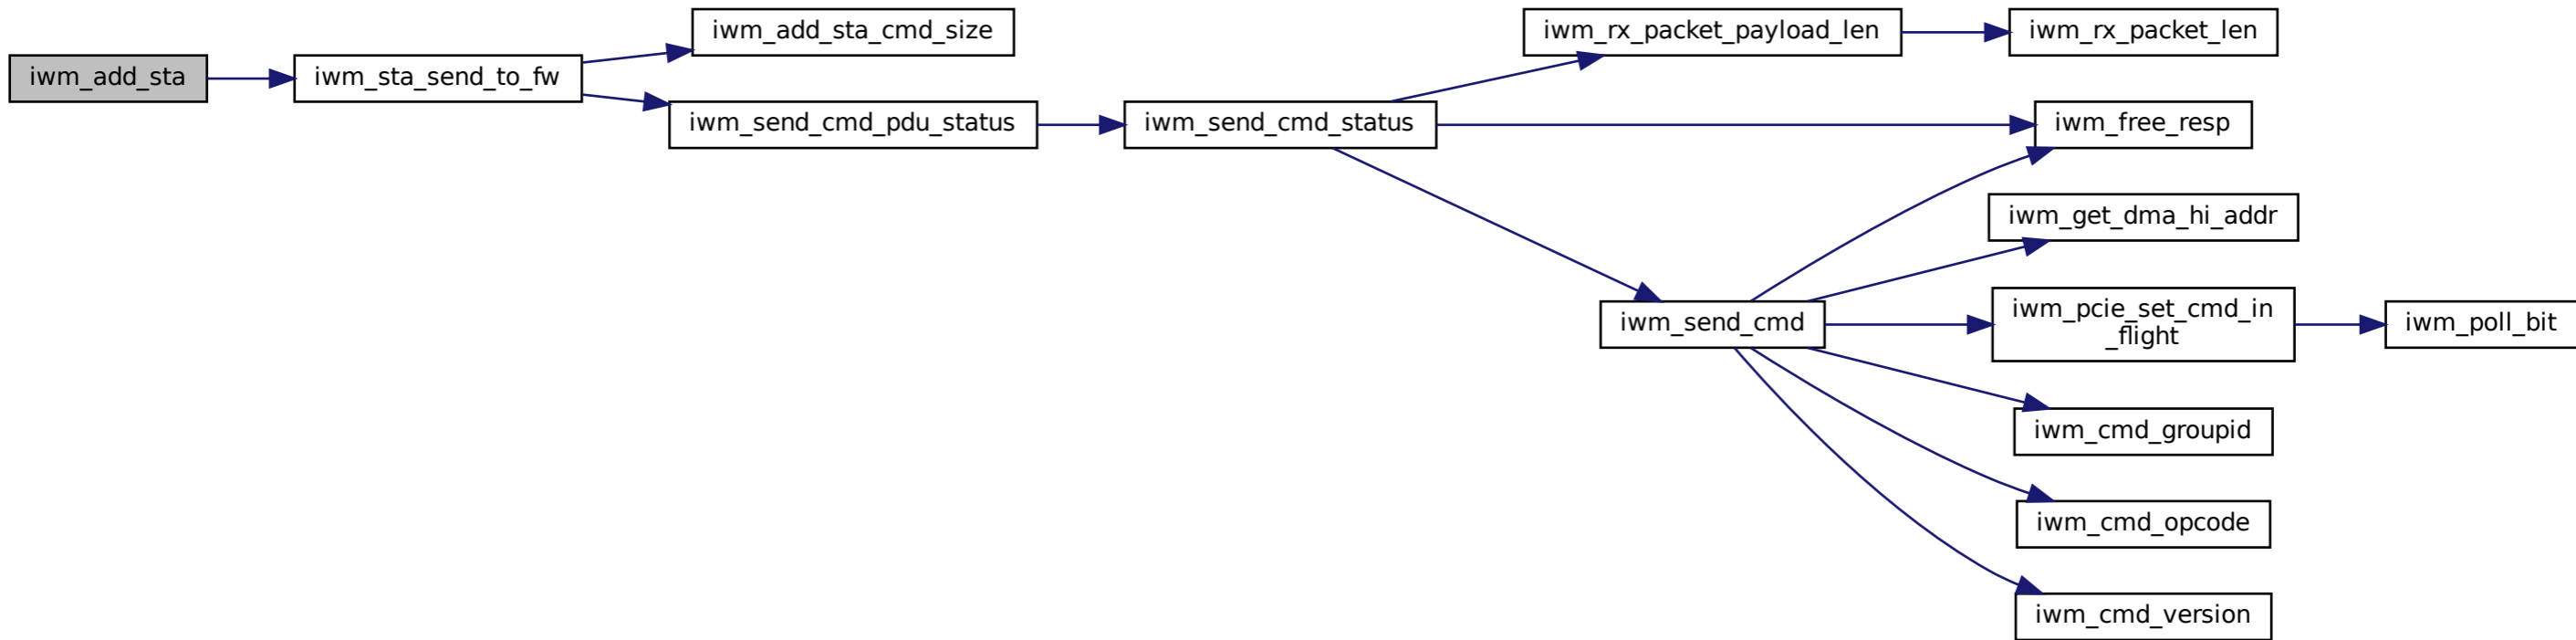 iwm_add_sta
iwm_sta_send_to_fw
iwm_add_sta_cmd_size
iwm_send_cmd_pdu_status
iwm_send_cmd_status
iwm_rx_packet_payload_len
iwm_rx_packet_len
iwm_free_resp
iwm_send_cmd
iwm_get_dma_hi_addr
iwm_pcie_set_cmd_in
_flight
iwm_poll_bit
iwm_cmd_groupid
iwm_cmd_opcode
iwm_cmd_version